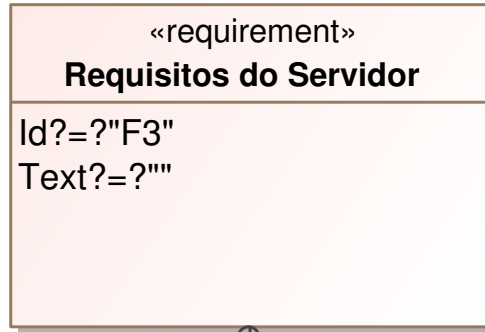 «requirement»
Requisitos do Servidor
Id?=?"F3"
Text?=?""